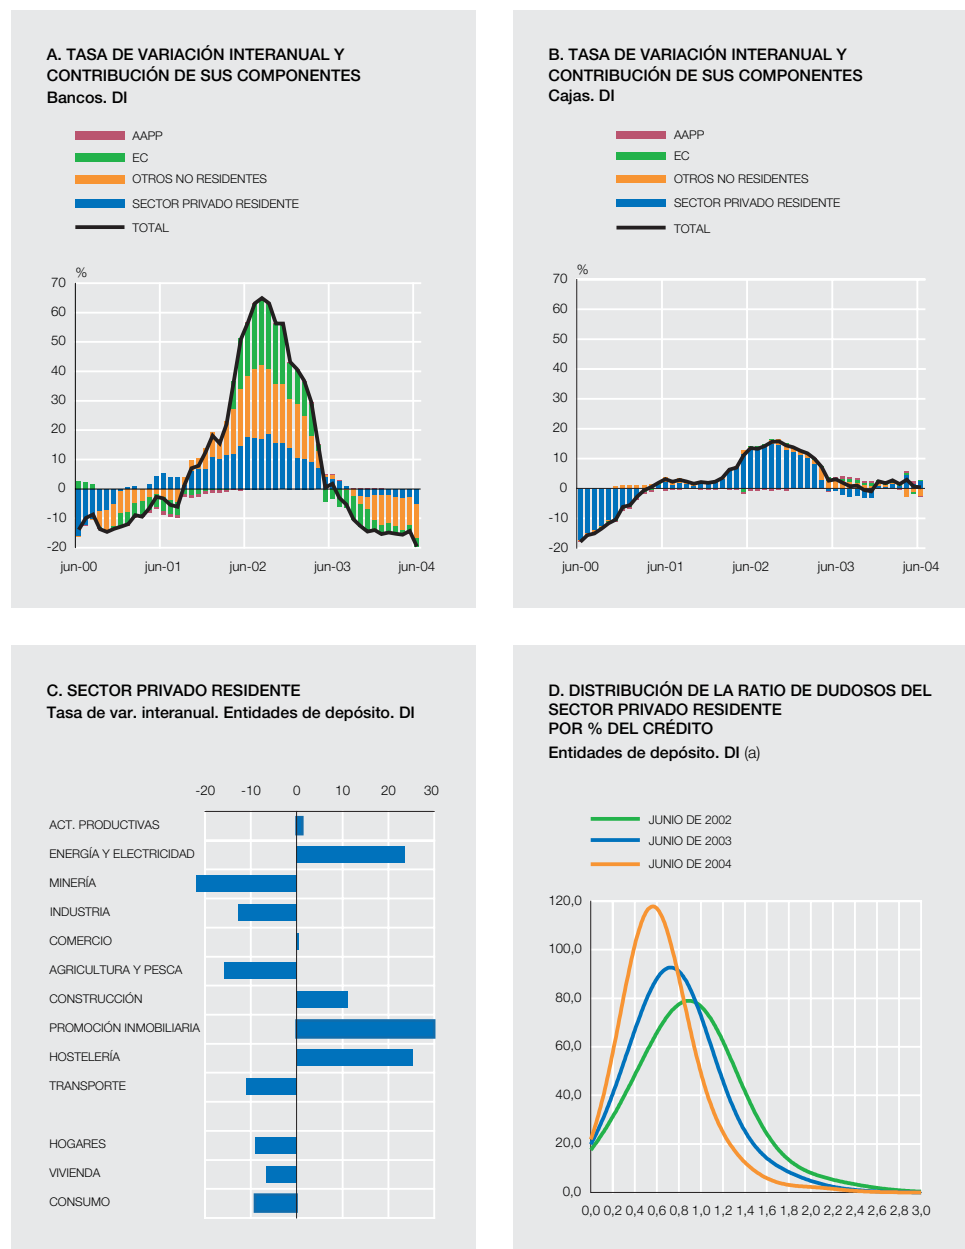 A. TASA DE VARIACIÓN INTERANUAL Y
CONTRIBUCIÓN DE SUS COMPONENTES
Bancos. DI
AAPP
EC
OTROS NO RESIDENTES
SECTOR PRIVADO RESIDENTE
TOTAL
%
70
60
50
40
30
20
10
0
-10
-20
jun-00 jun-01 jun-02 jun-03 jun-04
B. TASA DE VARIACIÓN INTERANUAL Y
CONTRIBUCIÓN DE SUS COMPONENTES
Cajas. DI
AAPP
EC
OTROS NO RESIDENTES
SECTOR PRIVADO RESIDENTE
TOTAL
%
70
60
50
40
30
20
10
0
-10
-20
jun-00 jun-01 jun-02 jun-03 jun-04
C. SECTOR PRIVADO RESIDENTE
Tasa de var. interanual. Entidades de depósito. DI
-20 -10 0 10 20 30
ACT. PRODUCTIVAS
ENERGÍA Y ELECTRICIDAD
MINERÍA
INDUSTRIA
COMERCIO
AGRICULTURA Y PESCA
CONSTRUCCIÓN
PROMOCIÓN INMOBILIARIA
HOSTELERÍA
TRANSPORTE
HOGARES
VIVIENDA
CONSUMO
D. DISTRIBUCIÓN DE LA RATIO DE DUDOSOS DEL
SECTOR PRIVADO RESIDENTE
POR % DEL CRÉDITO
Entidades de depósito. DI (a)
JUNIO DE 2002
JUNIO DE 2003
JUNIO DE 2004
120,0
100,0
80,0
60,0
40,0
20,0
0,0
0,0 0,2 0,4 0,6 0,8 1,0 1,2 1,4 1,6 1,8 2,0 2,2 2,4 2,6 2,8 3,0